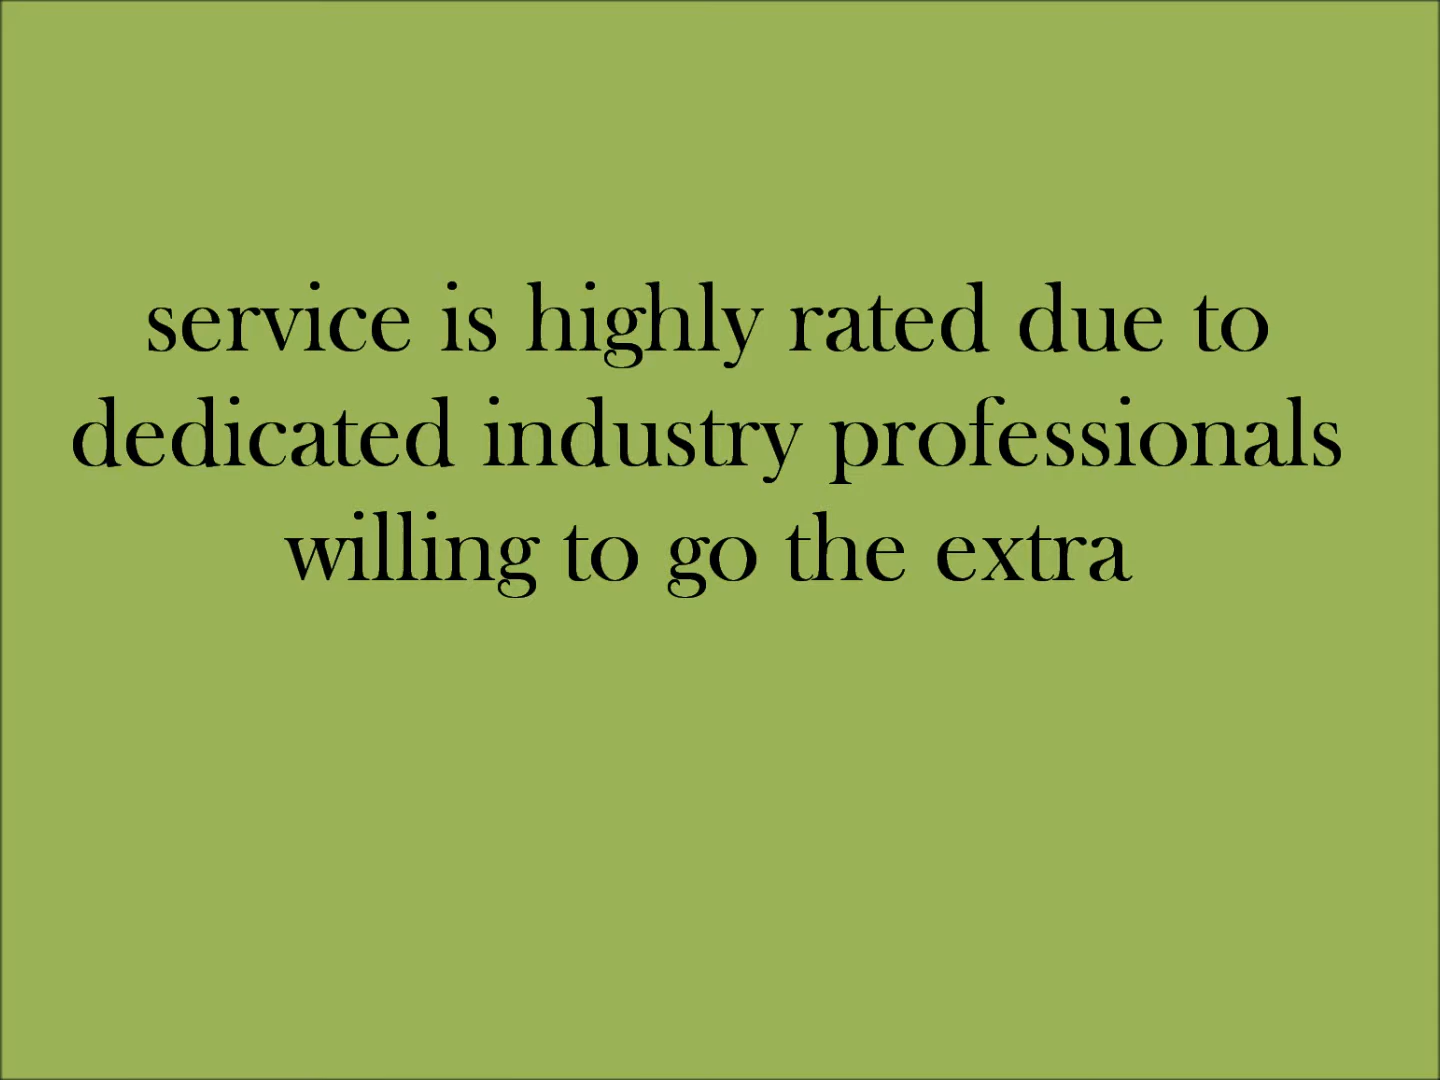 service is highly rated due to
dedicated industry professionals
willing to go the extra